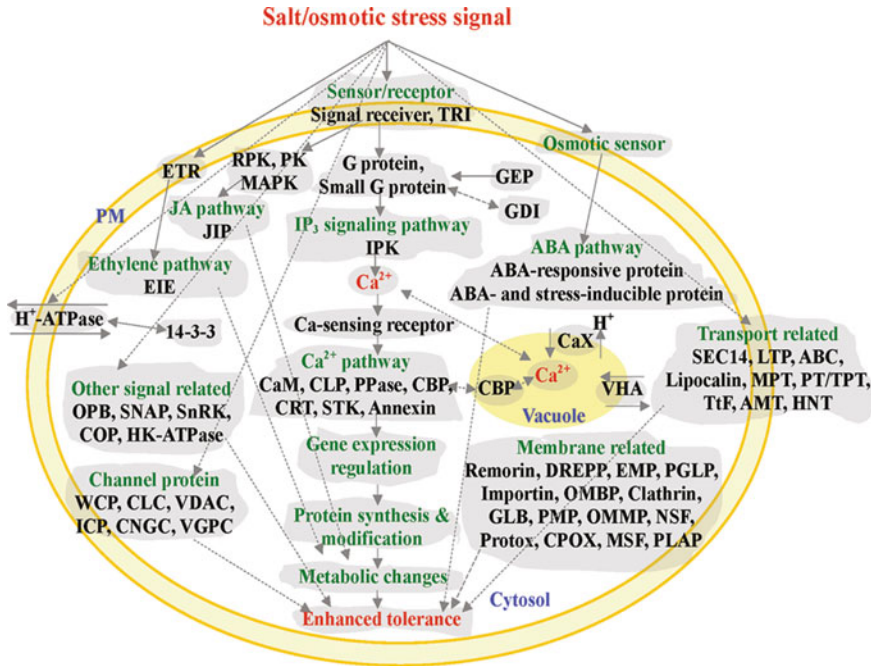 Salt/osmotic stress signal
Sensor/receptor
Signal receiver, TRI
Osmotic sensor
ETR
RPK, PK
MAPK
G protein,
Small G protein
GEP
GDI
PM
JA pathway
JIP
IP₃ signaling pathway
IPK
ABA pathway
ABA-responsive protein
ABA- and stress-inducible protein
Ethylene pathway
EIE
Ca²⁺
H⁺-ATPase
14-3-3
Ca-sensing receptor
CaX
H⁺
Transport related
SEC14, LTP, ABC,
Lipocalin, MPT, PT/TPT,
TtF, AMT, HNT
Ca²⁺ pathway
CaM, CLP, PPase, CBP,
CRT, STK, Annexin
CBP
Ca²⁺
VHA
Vacuole
Other signal related
OPB, SNAP, SnRK,
COP, HK-ATPase
Gene expression
regulation
Membrane related
Remorin, DREPP, EMP, PGLP,
Importin, OMBP, Clathrin,
GLB, PMP, OMMP, NSF,
Protox, CPOX, MSF, PLAP
Channel protein
WCP, CLC, VDAC,
ICP, CNGC, VGPC
Protein synthesis &
modification
Metabolic changes
Cytosol
Enhanced tolerance